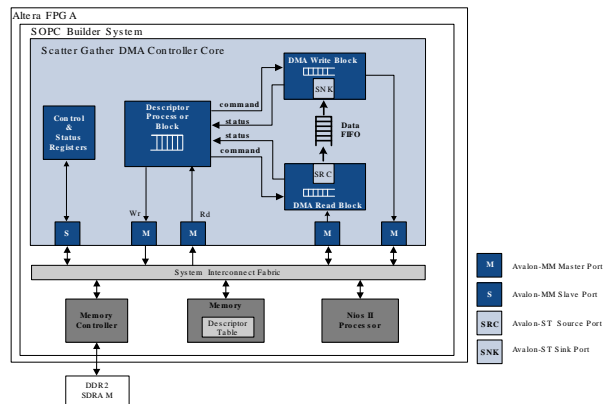 Altera FPGA
SOPC Builder System
Scatter Gather DMA Controller Core
DMA Write Block
SNK
Descriptor
Processor
Block
command
status
status
command
Control
&
Status
Registers
Data
FIFO
SRC
DMA Read Block
Wr
Rd
S
M
M
M
M
System Interconnect Fabric
Memory
Controller
Memory
Descriptor
Table
Nios II
Processor
DDR2
SDRAM
M
Avalon-MM Master Port
S
Avalon-MM Slave Port
SRC
Avalon-ST Source Port
SNK
Avalon-ST Sink Port